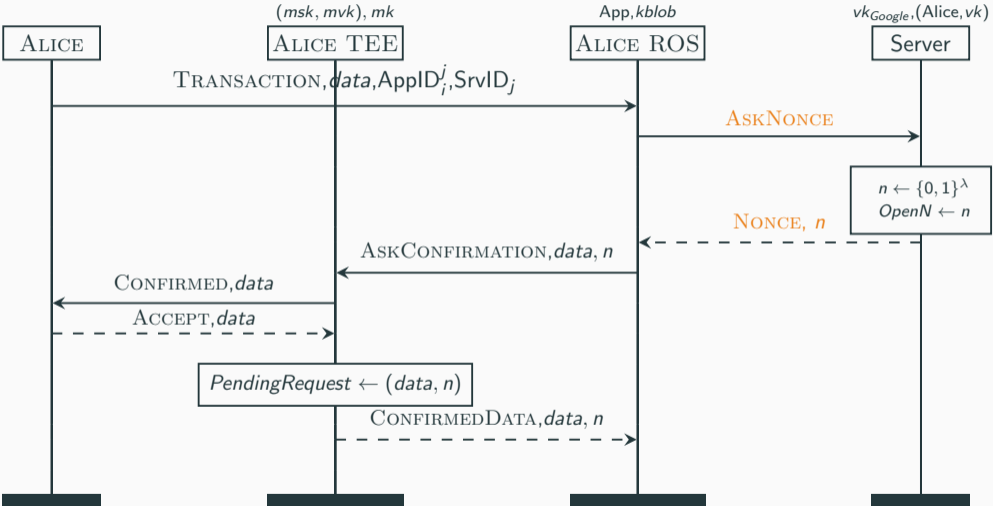 (msk, mvk), mk
App,kblob
vk_Google,(Alice,vk)
ALICE
ALICE TEE
ALICE ROS
Server
TRANSACTION,data,AppID_i^j,SrvID_j
ASKNONCE
n ← {0, 1}^λ
OpenN ← n
NONCE, n
ASKCONFIRMATION,data, n
CONFIRMED,data
ACCEPT,data
PendingRequest ← (data, n)
CONFIRMEDDATA,data, n